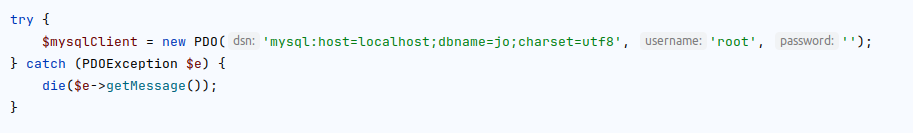 try {
    $mysqlClient = new PDO( dsn: 'mysql:host=localhost;dbname=jo;charset=utf8', username: 'root', password: '');
} catch (PDOException $e) {
    die($e->getMessage());
}